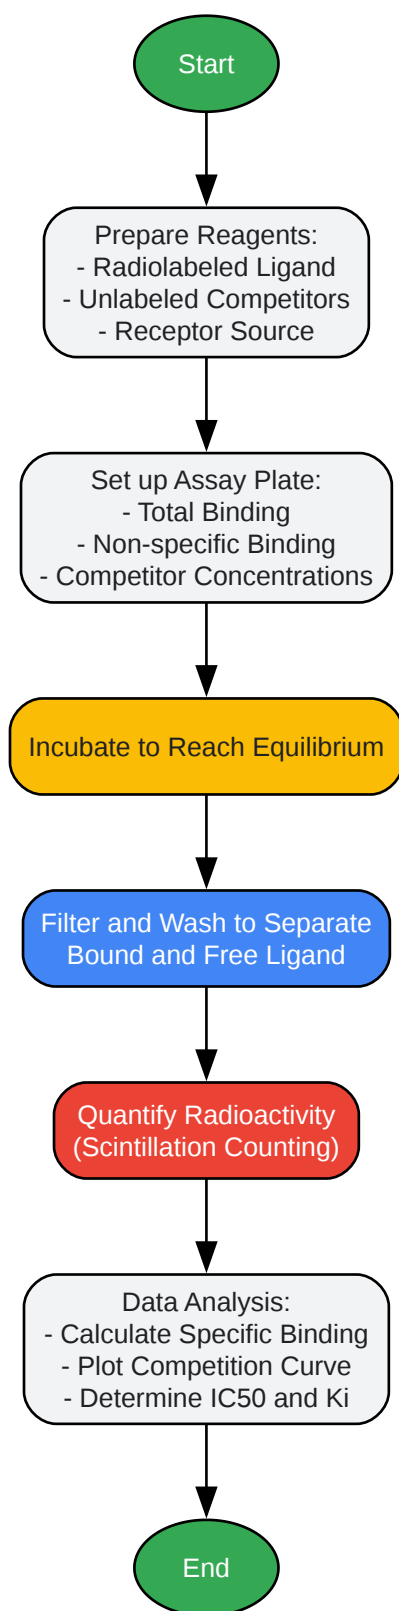 Start
Prepare Reagents:
- Radiolabeled Ligand
- Unlabeled Competitors
- Receptor Source
Set up Assay Plate:
- Total Binding
- Non-specific Binding
- Competitor Concentrations
Incubate to Reach Equilibrium
Filter and Wash to Separate
Bound and Free Ligand
Quantify Radioactivity
(Scintillation Counting)
Data Analysis:
- Calculate Specific Binding
- Plot Competition Curve
- Determine IC50 and Ki
End